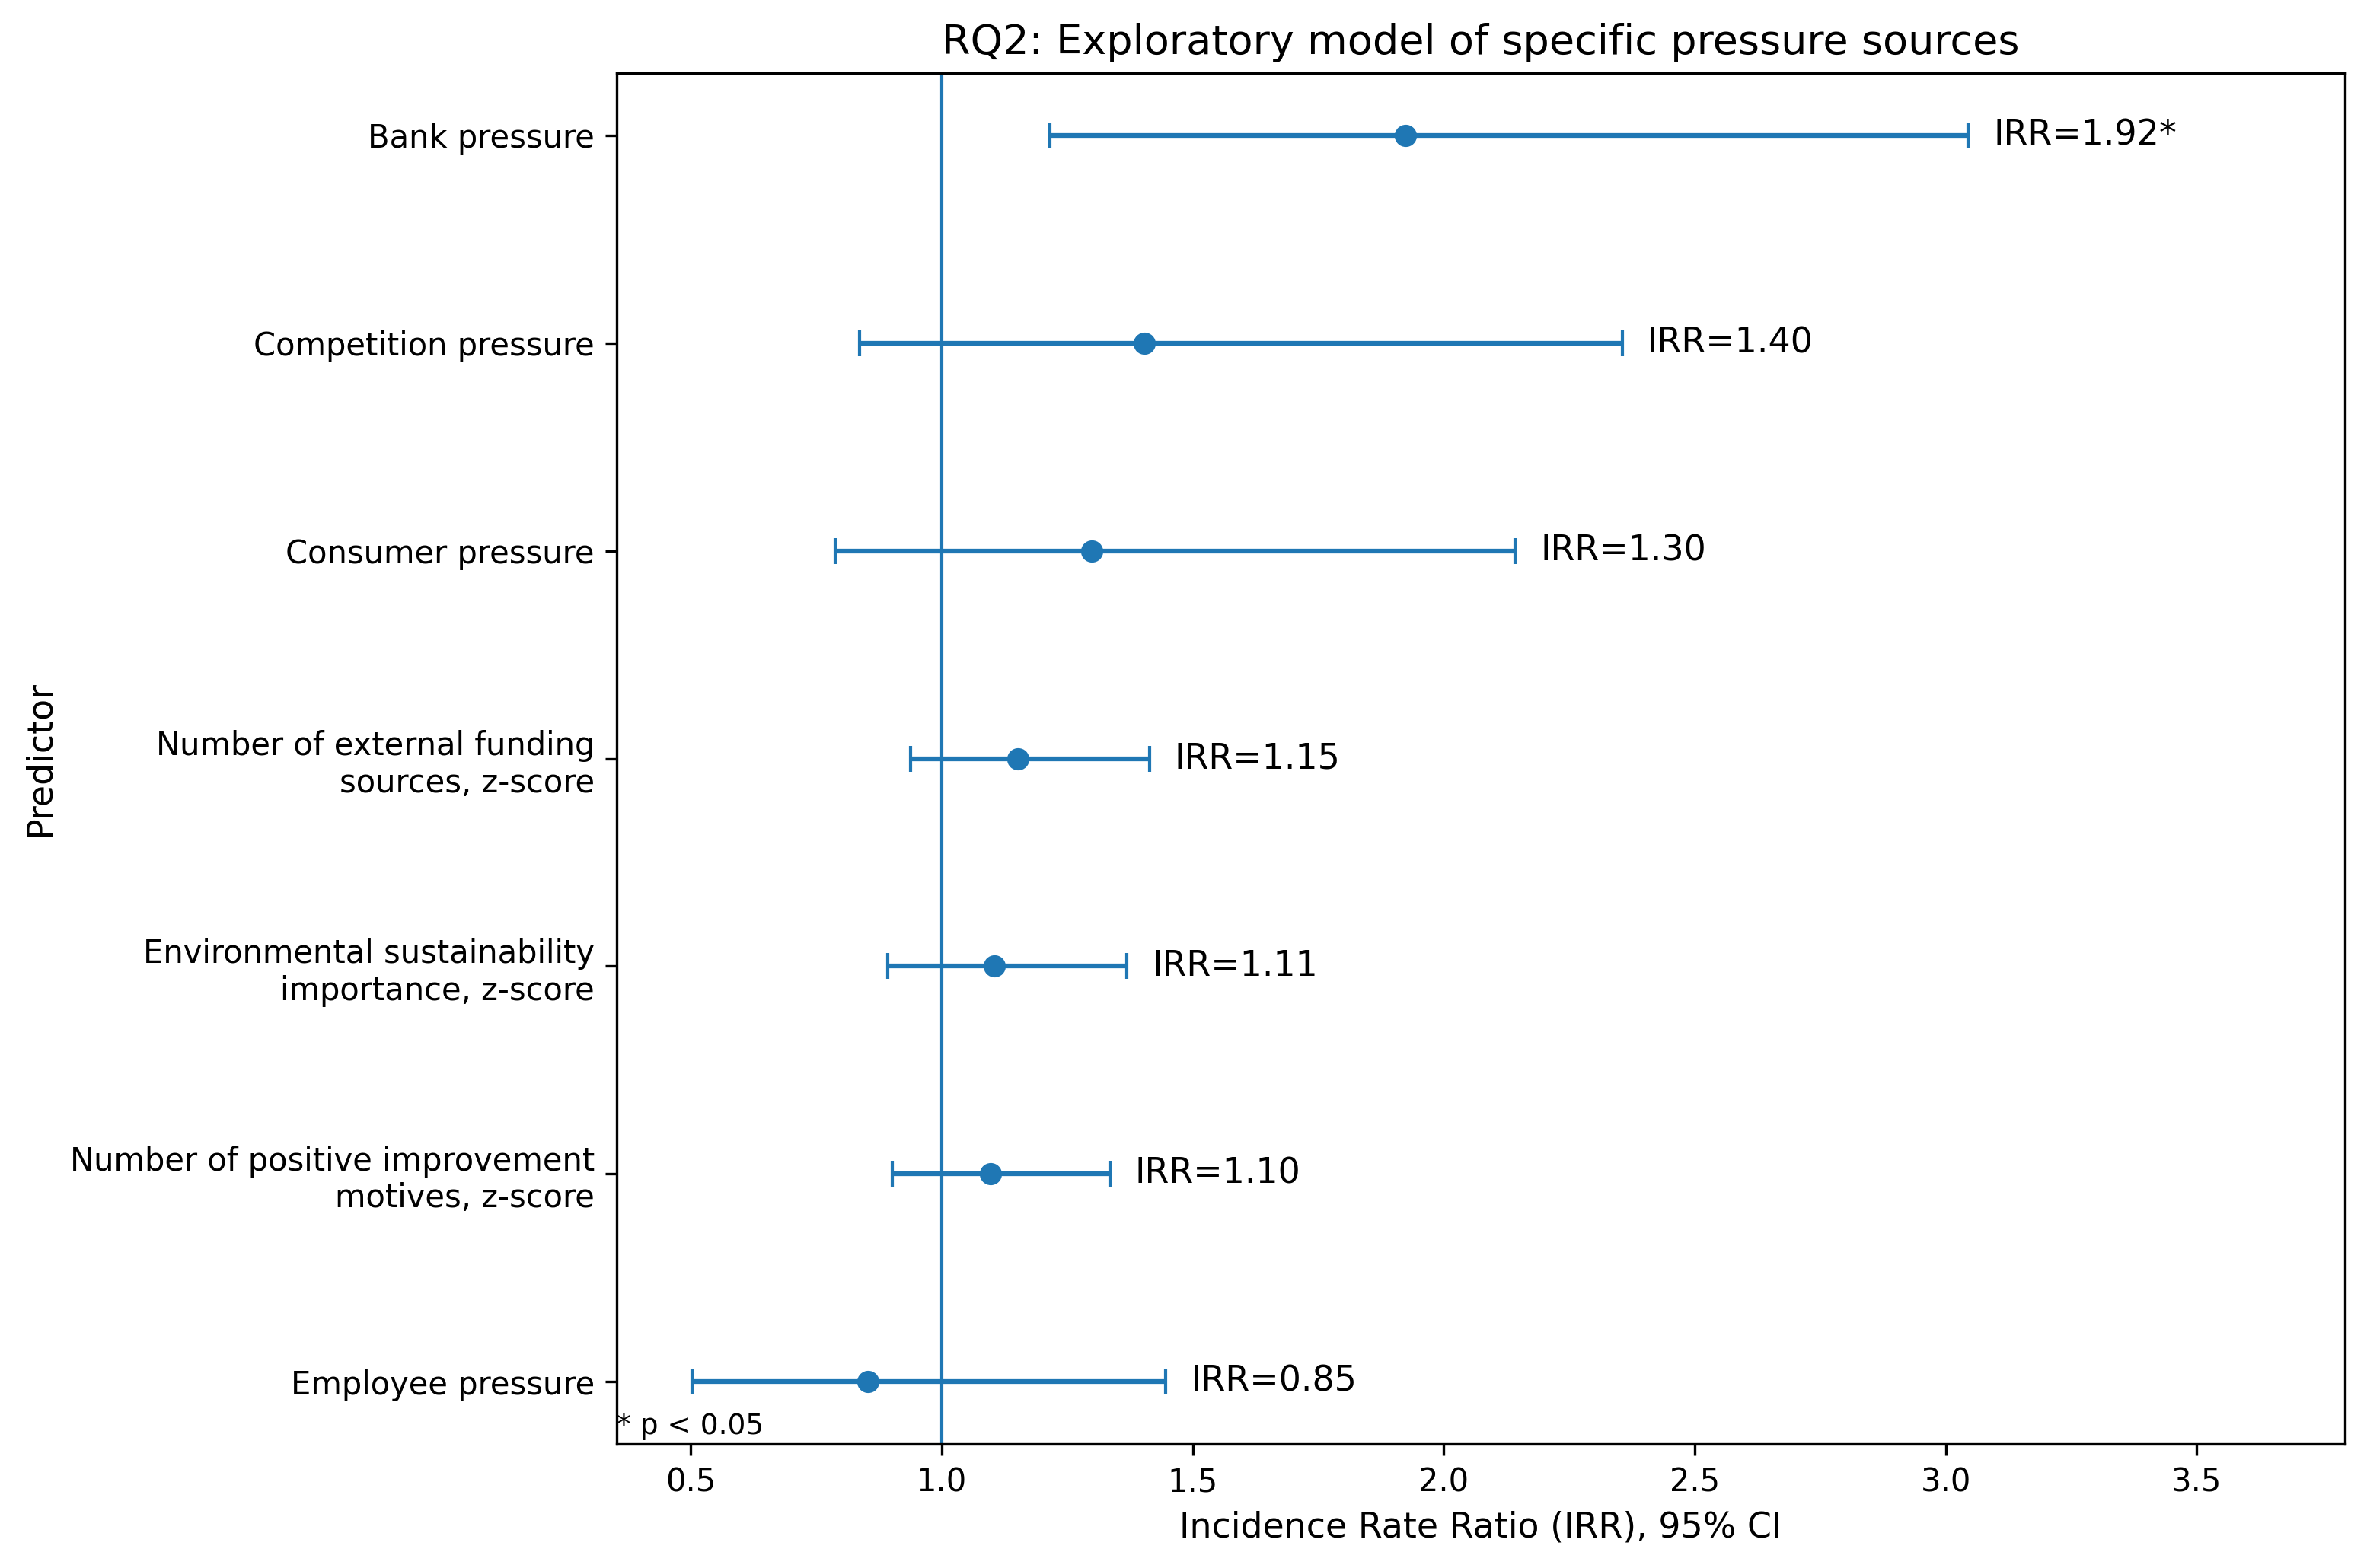 RQ2: Exploratory model of specific pressure sources
Predictor
Bank pressure
IRR=1.92*
Competition pressure
IRR=1.40
Consumer pressure
IRR=1.30
Number of external funding
sources, z-score
IRR=1.15
Environmental sustainability
importance, z-score
IRR=1.11
Number of positive improvement
motives, z-score
IRR=1.10
Employee pressure
IRR=0.85
* p < 0.05
0.5 1.0 1.5 2.0 2.5 3.0 3.5
Incidence Rate Ratio (IRR), 95% CI